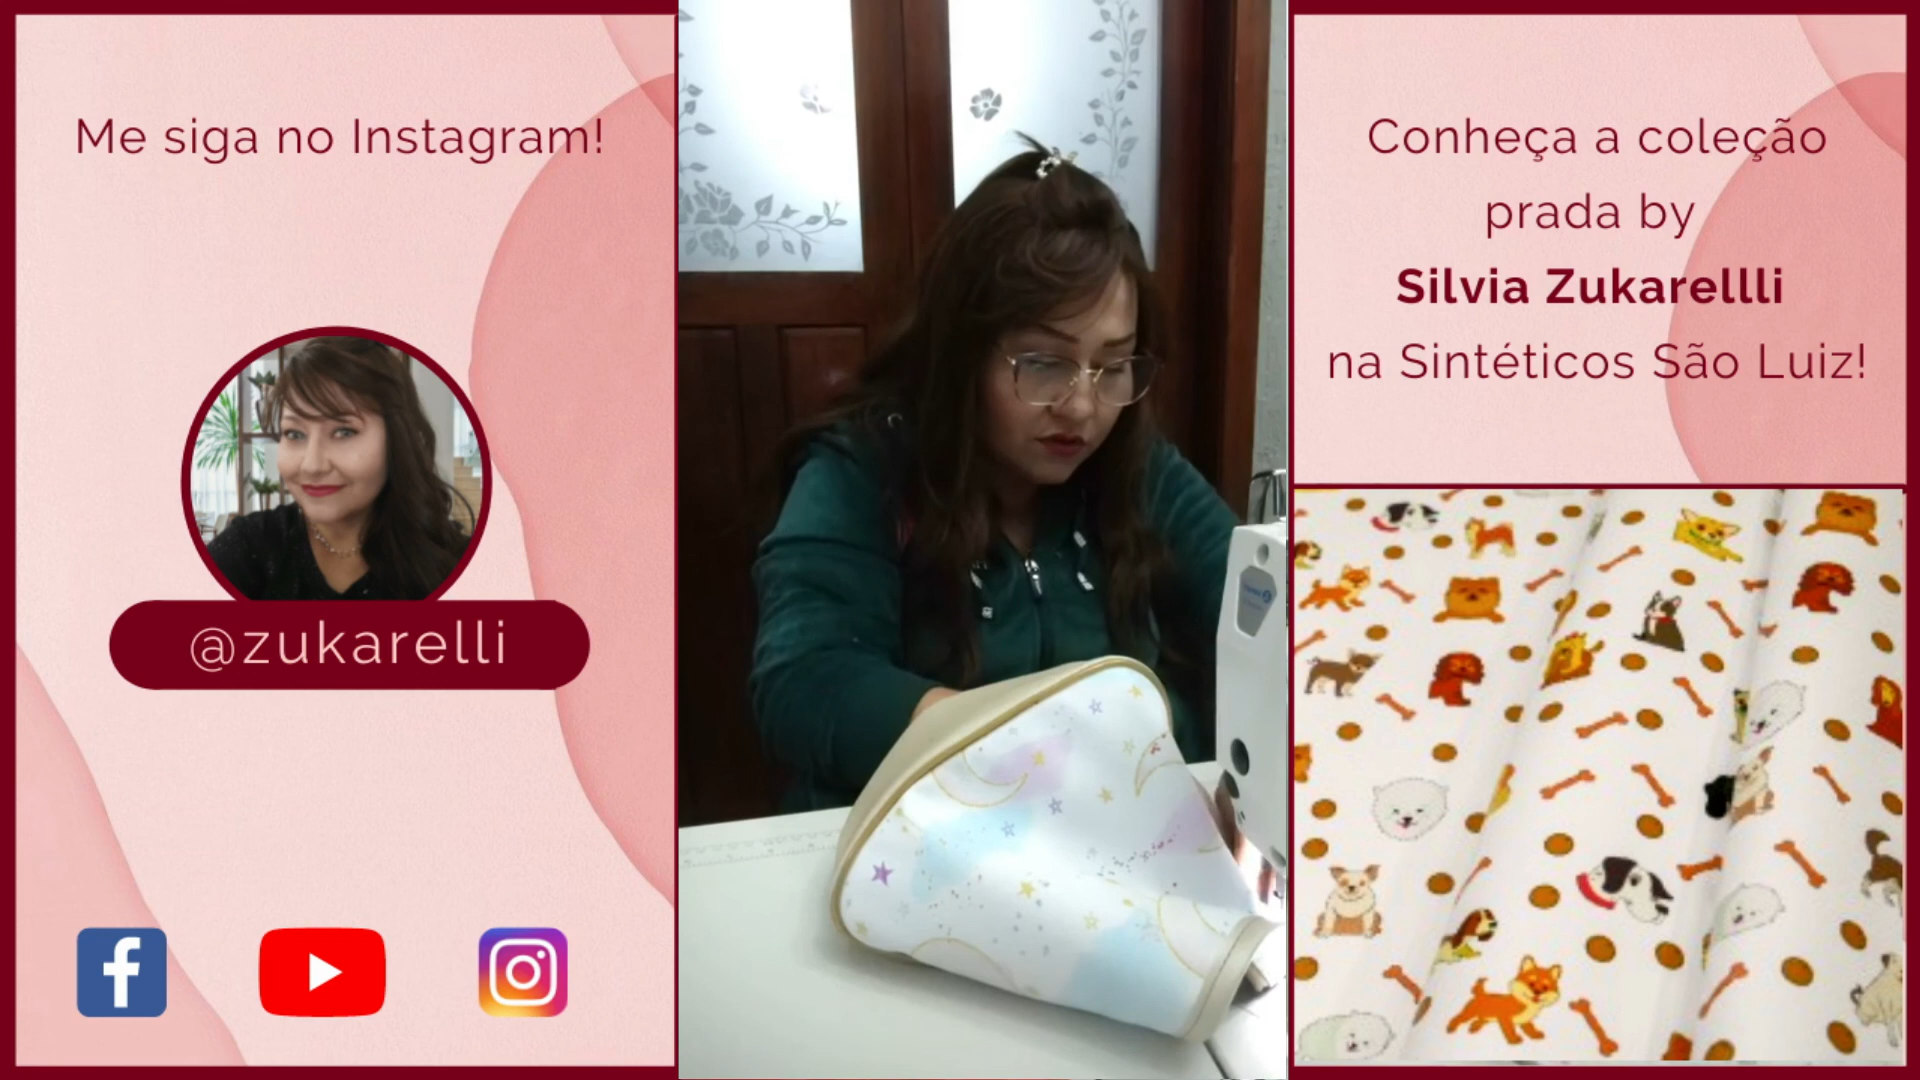 Me siga no Instagram!
@zukarelli
Conheça a coleção
prada by
Silvia Zukarellli
na Sintéticos São Luiz!